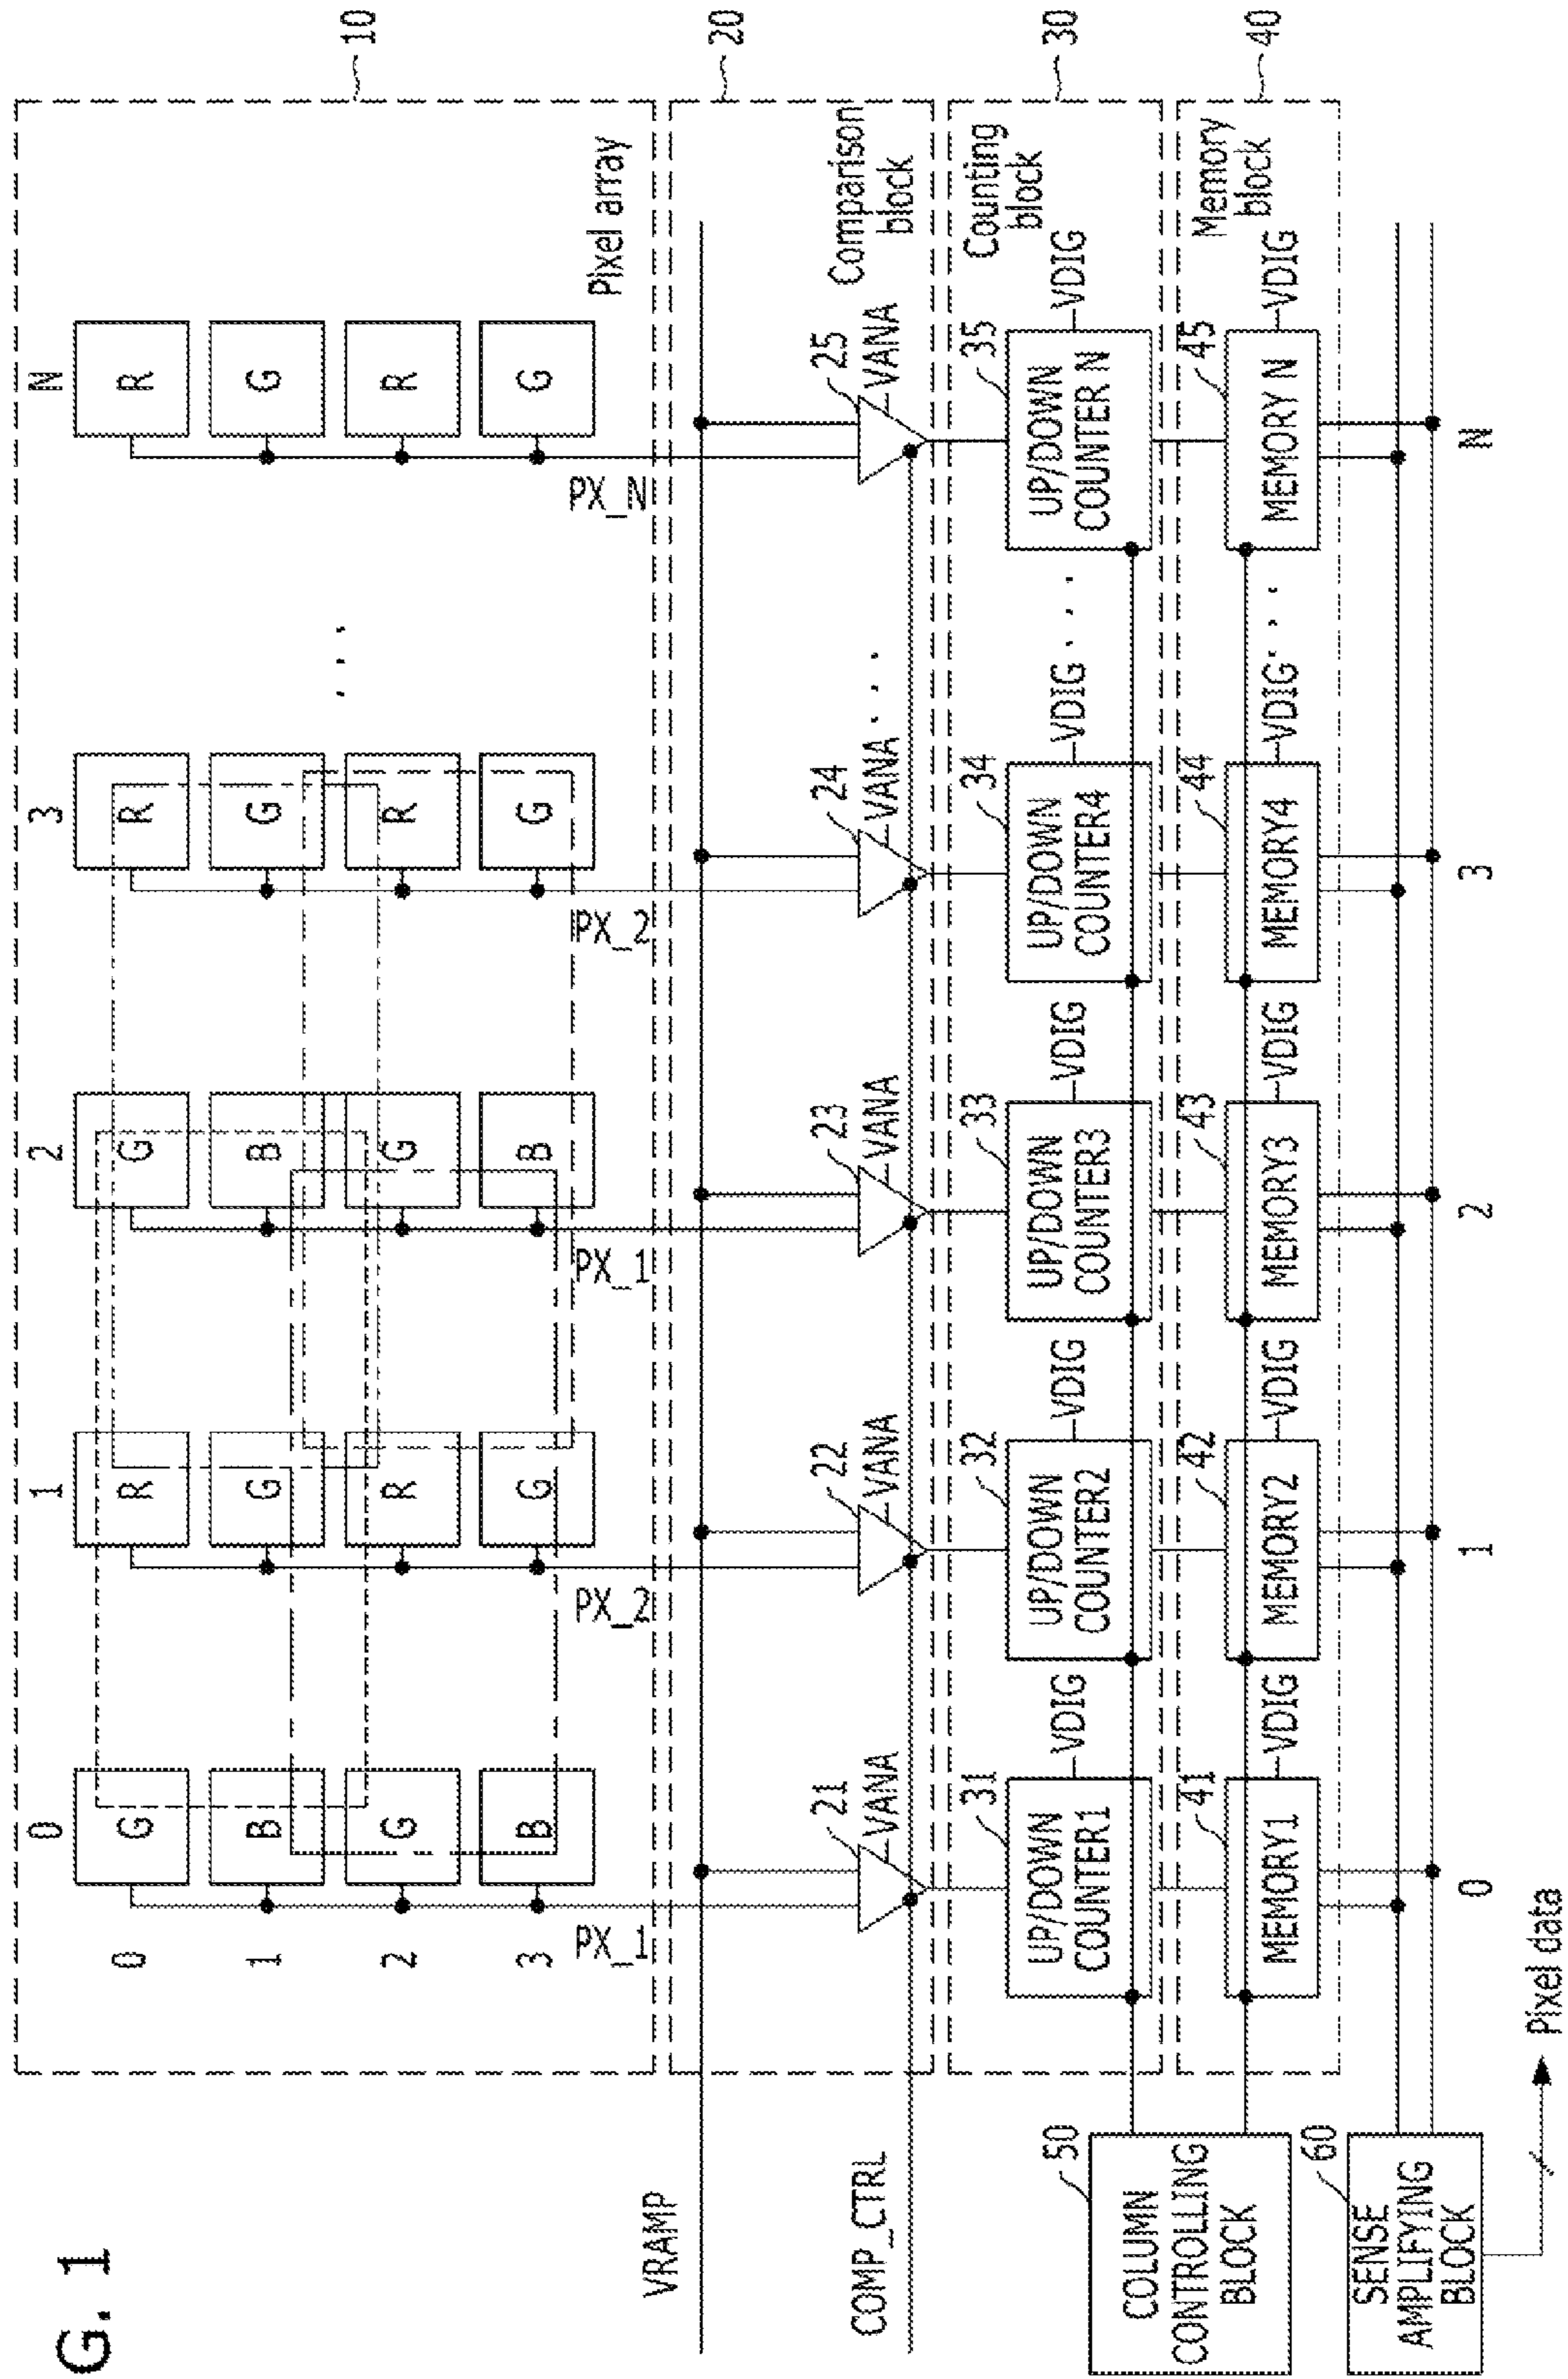 G. 1
0 1 2 3 N
0 G R G R R
1 B G B G G
2 G R G R R
3 B G B G G
. . .
10
PX_1 PX_2 PX_1 PX_2 PX_N
Pixel array
VRAMP
20
21 22 23 24 25
VANA VANA VANA VANA . . . VANA
Comparison
block
COMP_CTRL
30
31 32 33 34 35
Counting
block
UP/DOWN
COUNTER1
VDIG
UP/DOWN
COUNTER2
VDIG
UP/DOWN
COUNTER3
VDIG
UP/DOWN
COUNTER4
VDIG . . .
UP/DOWN
COUNTER N
VDIG
50
COLUMN
CONTROLLING
BLOCK
40
41 42 43 44 45
Memory
block
MEMORY1 VDIG
MEMORY2 VDIG
MEMORY3 VDIG
MEMORY4 VDIG . . .
MEMORY N VDIG
60
SENSE
AMPLIFYING
BLOCK
0 1 2 3 N
Pixel data